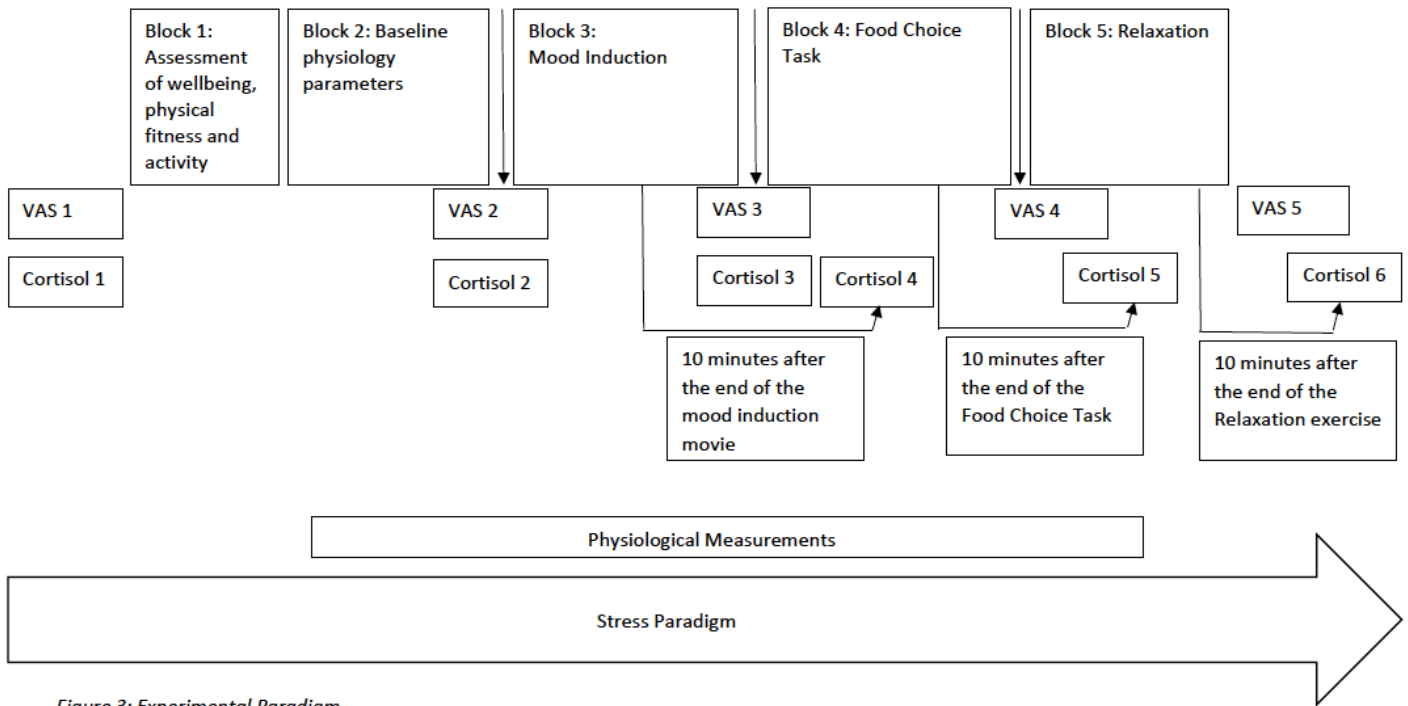 Block 1:
Assessment
of wellbeing,
physical
fitness and
activity
Block 2: Baseline
physiology
parameters
Block 3:
Mood Induction
Block 4: Food Choice
Task
Block 5: Relaxation
VAS 1
VAS 2
VAS 3
VAS 4
VAS 5
Cortisol 1
Cortisol 2
Cortisol 3
Cortisol 4
Cortisol 5
Cortisol 6
10 minutes after
the end of the
mood induction
movie
10 minutes after
the end of the
Food Choice Task
10 minutes after
the end of the
Relaxation exercise
Physiological Measurements
Stress Paradigm
Figure 3: Experimental Paradigm